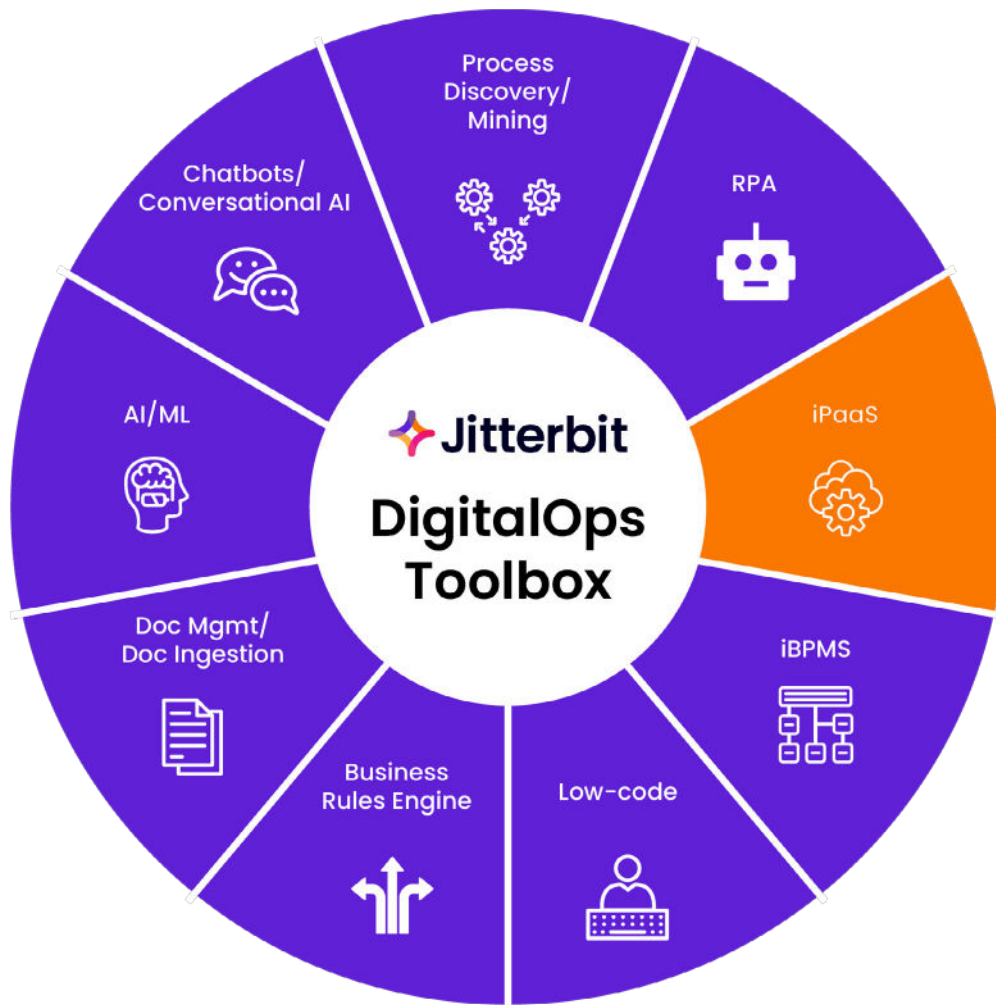 Process
Discovery/
Mining
RPA
iPaaS
iBPMS
Low-code
Business
Rules Engine
Doc Mgmt/
Doc Ingestion
AI/ML
Chatbots/
Conversational AI
Jitterbit
DigitalOps
Toolbox